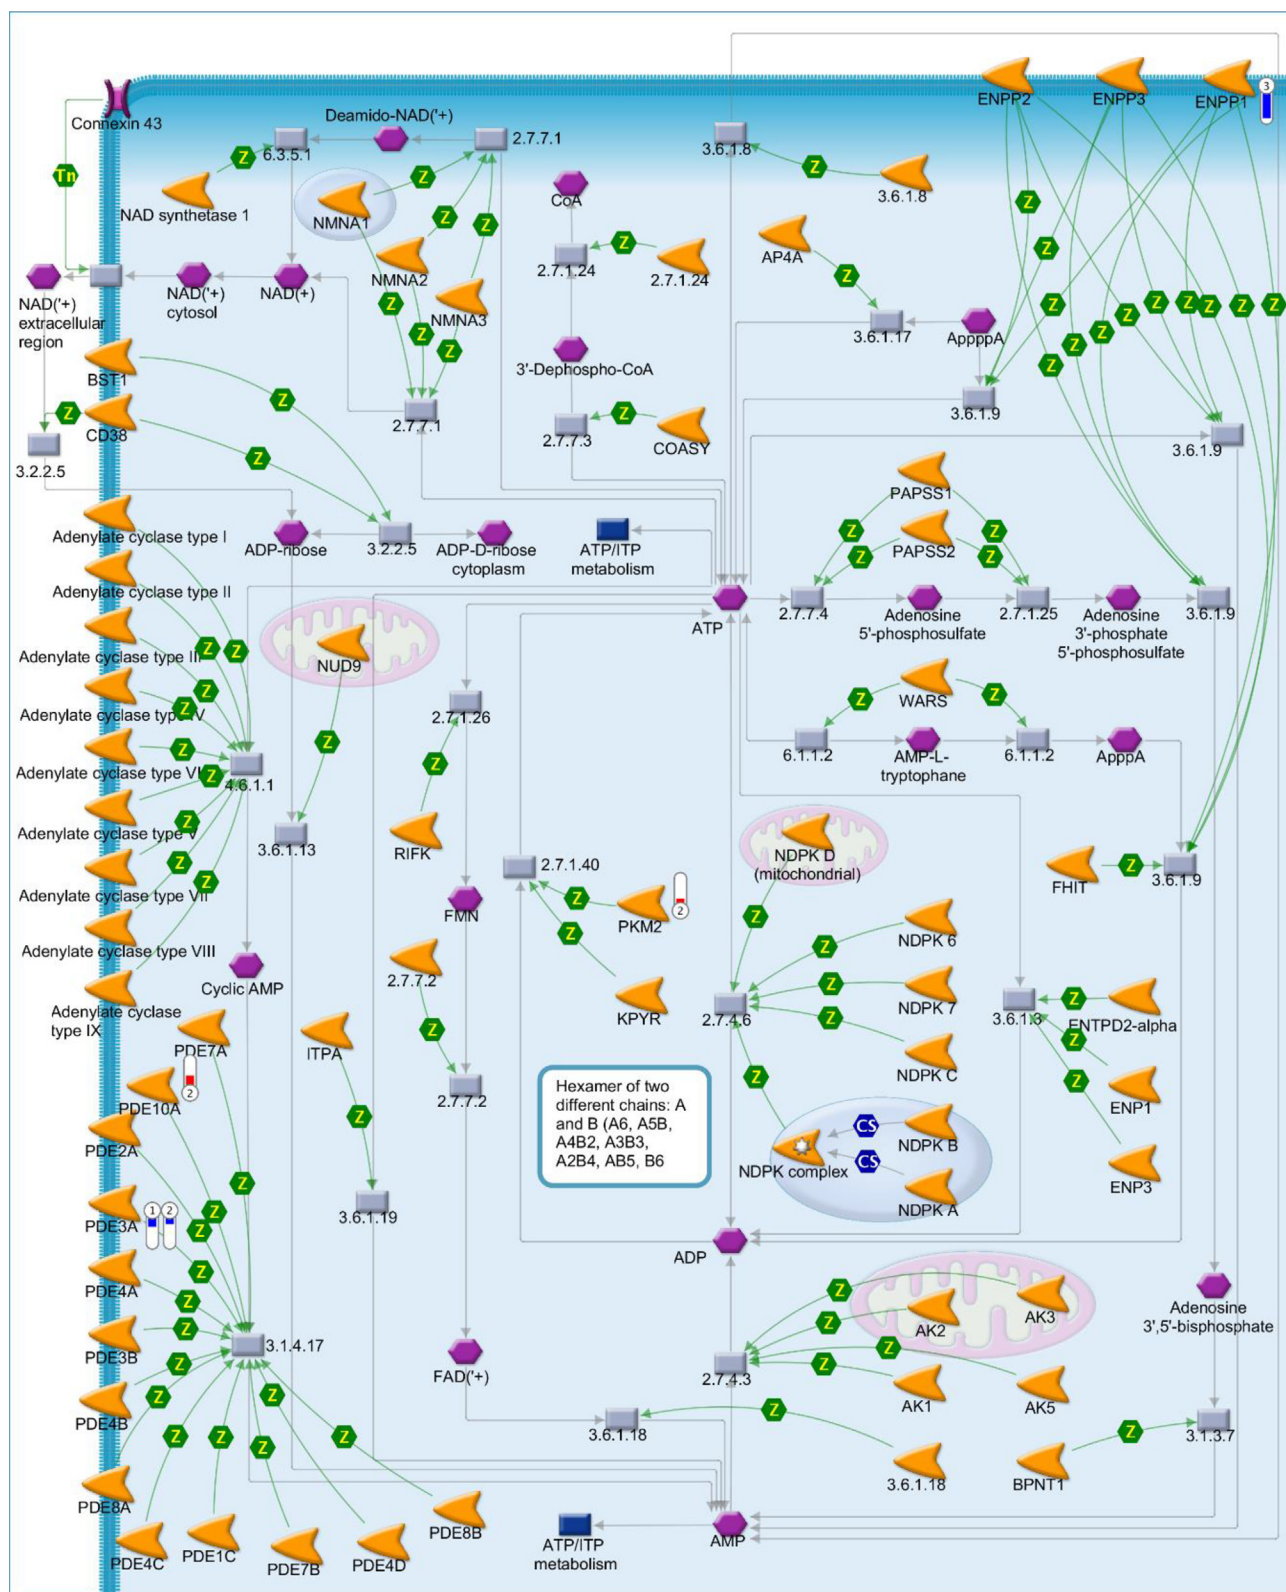 ENPP2
ENPP3
ENPP1
3
Connexin 43
Deamido-NAD('+)
6.3.5.1
2.7.7.1
3.6.1.8
Z
Z
Z
Tn
NAD synthetase 1
NMNA1
CoA
3.6.1.8
Z
Z
Z
Z
AP4A
NMNA2
2.7.1.24
2.7.1.24
Z
NAD('+)
extracellular
region
NAD('+)
cytosol
NAD(+)
NMNA3
Z
Z
Z
Z
Z
Z
Z
Z
3.6.1.17
AppppA
Z
Z
Z
Z
BST1
3'-Dephospho-CoA
Z
Z
3.6.1.9
CD38
2.7.7.1
2.7.7.3
COASY
3.6.1.9
3.2.2.5
Z
Z
PAPSS1
Adenylate cyclase type I
ADP-ribose
3.2.2.5
ADP-D-ribose
cytoplasm
ATP/ITP
metabolism
Z
Z
PAPSS2
Z
Z
Adenylate cyclase type II
ATP
2.7.7.4
Adenosine
5'-phosphosulfate
2.7.1.25
Adenosine
3'-phosphate
5'-phosphosulfate
3.6.1.9
Adenylate cyclase type III
Z
Z
NUD9
Adenylate cyclase type IV
Z
Z
2.7.1.26
WARS
Z
Z
Adenylate cyclase type VI
Z
Z
Z
4.6.1.1
6.1.1.2
AMP-L-
tryptophane
6.1.1.2
ApppA
Z
Adenylate cyclase type V
Z
3.6.1.13
RIFK
Adenylate cyclase type VII
Z
Z
2.7.1.40
NDPK D
(mitochondrial)
FHIT
Z
3.6.1.9
Adenylate cyclase type VIII
FMN
Z
PKM2
2
Z
Z
NDPK 6
Z
Cyclic AMP
2.7.7.2
Adenylate cyclase
type IX
KPYR
2.7.4.6
Z
NDPK 7
Z
3.6.1.3
Z
ENTPD2-alpha
PDE7A
ITPA
Z
Z
NDPK C
Z
Z
ENP1
2
PDE10A
2.7.7.2
Hexamer of two
different chains: A
and B (A6, A5B,
A4B2, A3B3,
A2B4, AB5, B6
Z
CS
NDPK B
PDE2A
NDPK complex
CS
ENP3
Z
NDPK A
PDE3A
1
2
Z
Z
3.6.1.19
ADP
PDE4A
Z
Z
Z
AK3
Adenosine
3',5'-bisphosphate
PDE3B
Z
3.1.4.17
Z
AK2
Z
Z
FAD('+)
2.7.4.3
Z
PDE4B
Z
Z
AK1
AK5
Z
Z
Z
Z
3.6.1.18
Z
Z
3.1.3.7
PDE8A
3.6.1.18
BPNT1
PDE4C
PDE1C
PDE7B
PDE4D
PDE8B
ATP/ITP
metabolism
AMP